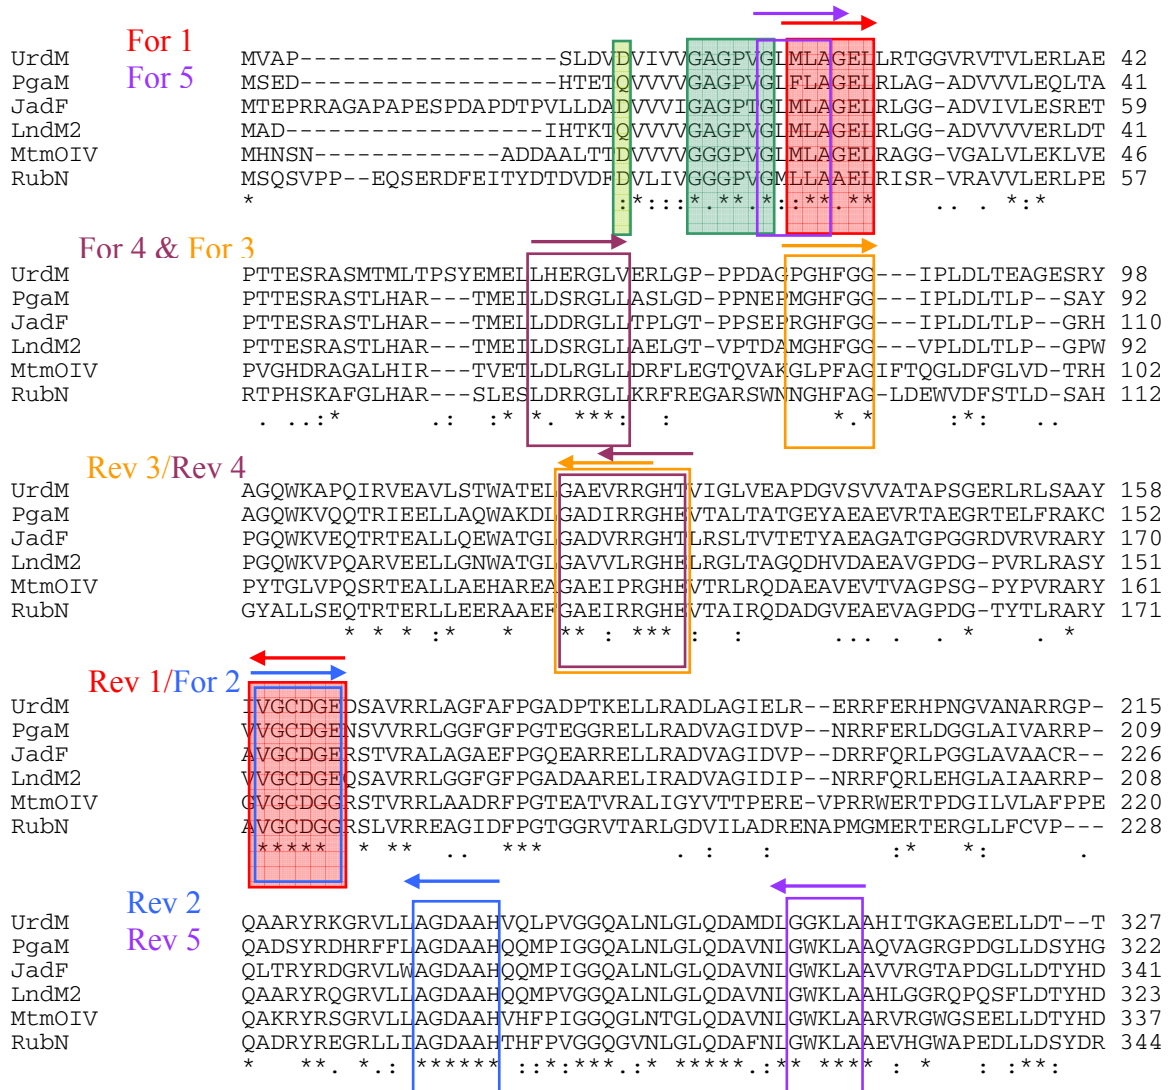 For 1
For 5
UrdM MVAP------------------SLDVDVIVVGAGPVGLMLAGELLRTGGVRVTVLERLAE 42
PgaM MSED------------------HTETQVVVVGAGPVGLFLAGELRLAG-ADVVVLEQLTA 41
JadF MTEPRRAGAPAPESPDAPDTPVLLDADVVVVIGAGPTGLMLAGELRLGG-ADVIVLESRET 59
LndM2 MAD------------------IHTKTQVVVVGAGPVGLMLAGELRLGG-ADVVVVERLDT 41
MtmOIV MHNSN-------------ADDAALTTDVVVVGGGPVGLMLAGELRAGG-VGALVLEKLVE 46
RubN MSQSVPP--EQSERDFEITYDTDVDFDVLIVGGGPVGMLLAAELRISR-VRAVVLERLPE 57
* :*:::*.**.*::**.** .. . *:*
For 4 & For 3
UrdM PTTESRASMTMLTPSYEMELLHERGLVERLGP-PPDAGPGHFGG---IPLDLTEAGESRY 98
PgaM PTTESRASTLHAR---TMEILDSRGLLASLGD-PPNEPMGHFGG---IPLDLTLP--SAY 92
JadF PTTESRASTLHAR---TMELLDDRGLLTPLGT-PPSEPRGHFGG---IPLDLTLP--GRH 110
LndM2 PTTESRASTLHAR---TMEILDSRGLLAELGT-VPTDAMGHFGG---VPLDLTLP--GPW 92
MtmOIV PVGHDRAGALHIR---TVETLDLRGLLDRFLEGTQVAKGLPFAGIFTQGLDFGLVD-TRH 102
RubN RTPHSKAFGLHAR---SLESLDRRGLLKRFREGARSWNNGHFAG-LDEWVDFSTLD-SAH 112
. ..:* .: :* *. ***: : *.* :*: ..
Rev 3/Rev 4
UrdM AGQWKAPQIRVEAVLSTWATELGAEVRRGHTVIGLVEAPDGVSVVATAPSGERLRLSAAY 158
PgaM AGQWKVQQTRIEELLAQWAKDLGADIRRGHEVTALTATGEYAEAEVRTAEGRTELFRAKC 152
JadF PGQWKVEQTRTEALLQEWATGLGADVRRGHTLRSLTVTETYAEAGATGPGGRDVRVRARY 170
LndM2 PGQWKVPQARVEELLGNWATGLGAVVLRGHELRGLTAGQDHVDAEAVGPDG-PVRLRASY 151
MtmOIV PYTGLVPQSRTEALLAEHAREAGAEIPRGHEVTRLRQDAEAVEVTVAGPSG-PYPVRARY 161
RubN GYALLSEQTRTERLLEERAAEFGAEIRRGHEVTAIRQDADGVEAEVAGPDG-TYTLRARY 171
* * * :* * ** : *** : : ... . * . *
Rev 1/For 2
UrdM IVGCDGEDSAVRRLAGFAFPGADPTKELLRADLAGIELR--ERRFERHPNGVANARRGP- 215
PgaM VVGCDGENSVVRRLGGFGFPGTEGGRELLRADVAGIDVP--NRRFERLDGGLAIVARRP- 209
JadF AVGCDGERSTVRALAGAEFPGQEARRELLRADVAGIDVP--DRRFQRLPGGLAVAACR-- 226
LndM2 VVGCDGEQSAVRRLGGFGFPGADAARELIRADVAGIDIP--NRRFQRLEHGLAIAARRP- 208
MtmOIV GVGCDGGRSTVRRLAADRFPGTEATVRALIGYVTTPERE-VPRRWERTPDGILVLAFPPE 220
RubN AVGCDGGRSLVRREAGIDFPGTGGRVTARLGDVILADRENAPMGMERTERGLLFCVP--- 228
***** * ** .. *** . : : :* *: .
Rev 2
Rev 5
UrdM QAARYRKGRVLLAGDAAHVQLPVGGQALNLGLQDAMDLGGKLAAHITGKAGEELLDT--T 327
PgaM QADSYRDHRFFLAGDAAHQQMPIGGQALNLGLQDAVNLGWKLAAQVAGRGPDGLLDSYHG 322
JadF QLTRYRDGRVLWAGDAAHQQMPIGGQALNLGLQDAVNLGWKLAAVVRGTAPDGLLDTYHD 341
LndM2 QAARYRQGRVLLAGDAAHQQMPVGGQALNLGLQDAVNLGWKLAAHLGGRQPQSFLDTYHD 323
MtmOIV QAKRYRSGRVLLAGDAAHVHFPIGGQGLNTGLQDAVNLGWKLAARVRGWGSEELLDTYHD 337
RubN QADRYREGRLLIAGDAAHTHFPVGGQGVNLGLQDAFNLGWKLAAEVHGWAPEDLLDSYDR 344
* **. *.: ****** ::*:***.:* *****.:** **** : * : :**: